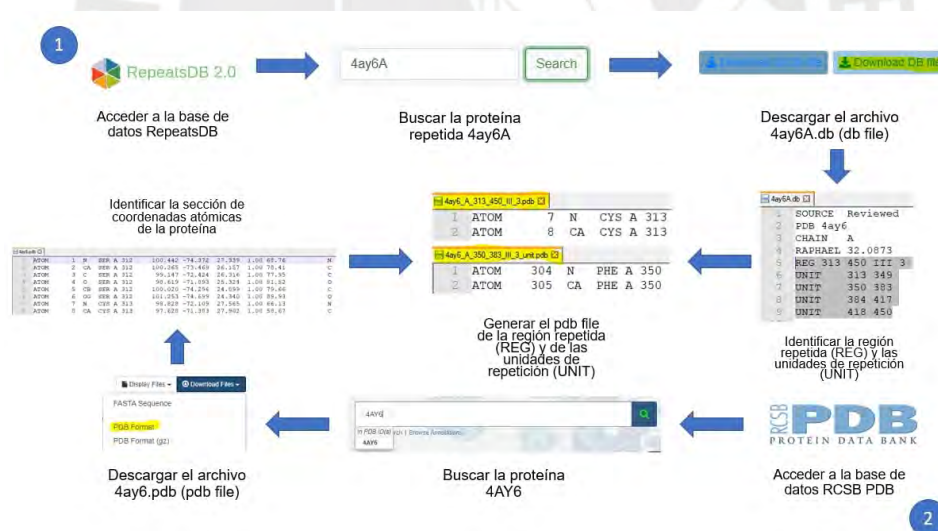 1
RepeatsDB 2.0
Acceder a la base de
datos RepeatsDB
4ay6A
Search
Buscar la proteína
repetida 4ay6A
Download DB file
Descargar el archivo
4ay6A.db (db file)
4ay6A.db
1 SOURCE Reviewed
2 PDB 4ay6
3 CHAIN A
4 RAPHAEL 32.0873
5 REG 313 450 III 3
6 UNIT 313 349
7 UNIT 350 383
8 UNIT 384 417
9 UNIT 418 450
Identificar la región
repetida (REG) y las
unidades de repetición
(UNIT)
4ay6_A_313_450_III_3.pdb
1 ATOM 7 N CYS A 313
2 ATOM 8 CA CYS A 313
4ay6_A_350_383_III_3_unit.pdb
1 ATOM 304 N PHE A 350
2 ATOM 305 CA PHE A 350
Generar el pdb file
de la región repetida
(REG) y de las
unidades de
repetición (UNIT)
Identificar la sección de
coordenadas atómicas
de la proteína
ATOM 1 N SER A 312
ATOM 2 CA SER A 312
ATOM 3 C SER A 312
ATOM 4 O SER A 312
ATOM 5 CB SER A 312
ATOM 6 OG SER A 312
ATOM 7 N CYS A 313
ATOM 8 CA CYS A 313
2
RCSB
PDB
PROTEIN DATA BANK
Acceder a la base de
datos RCSB PDB
4AY6
4AY6
Buscar la proteína
4AY6
Display Files
Download Files
FASTA Sequence
PDB Format
PDB Format (gz)
Descargar el archivo
4ay6.pdb (pdb file)